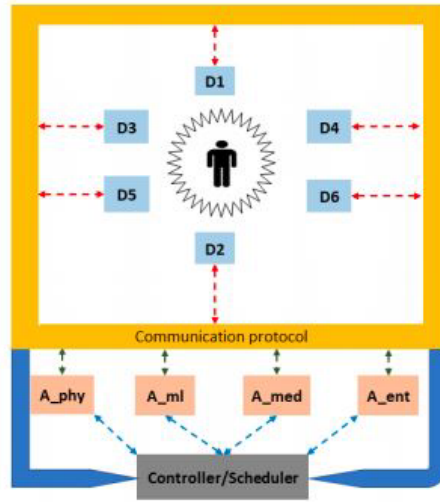 D1
D3
D4
D5
D6
D2
Communication protocol
A_phy
A_ml
A_med
A_ent
Controller/Scheduler